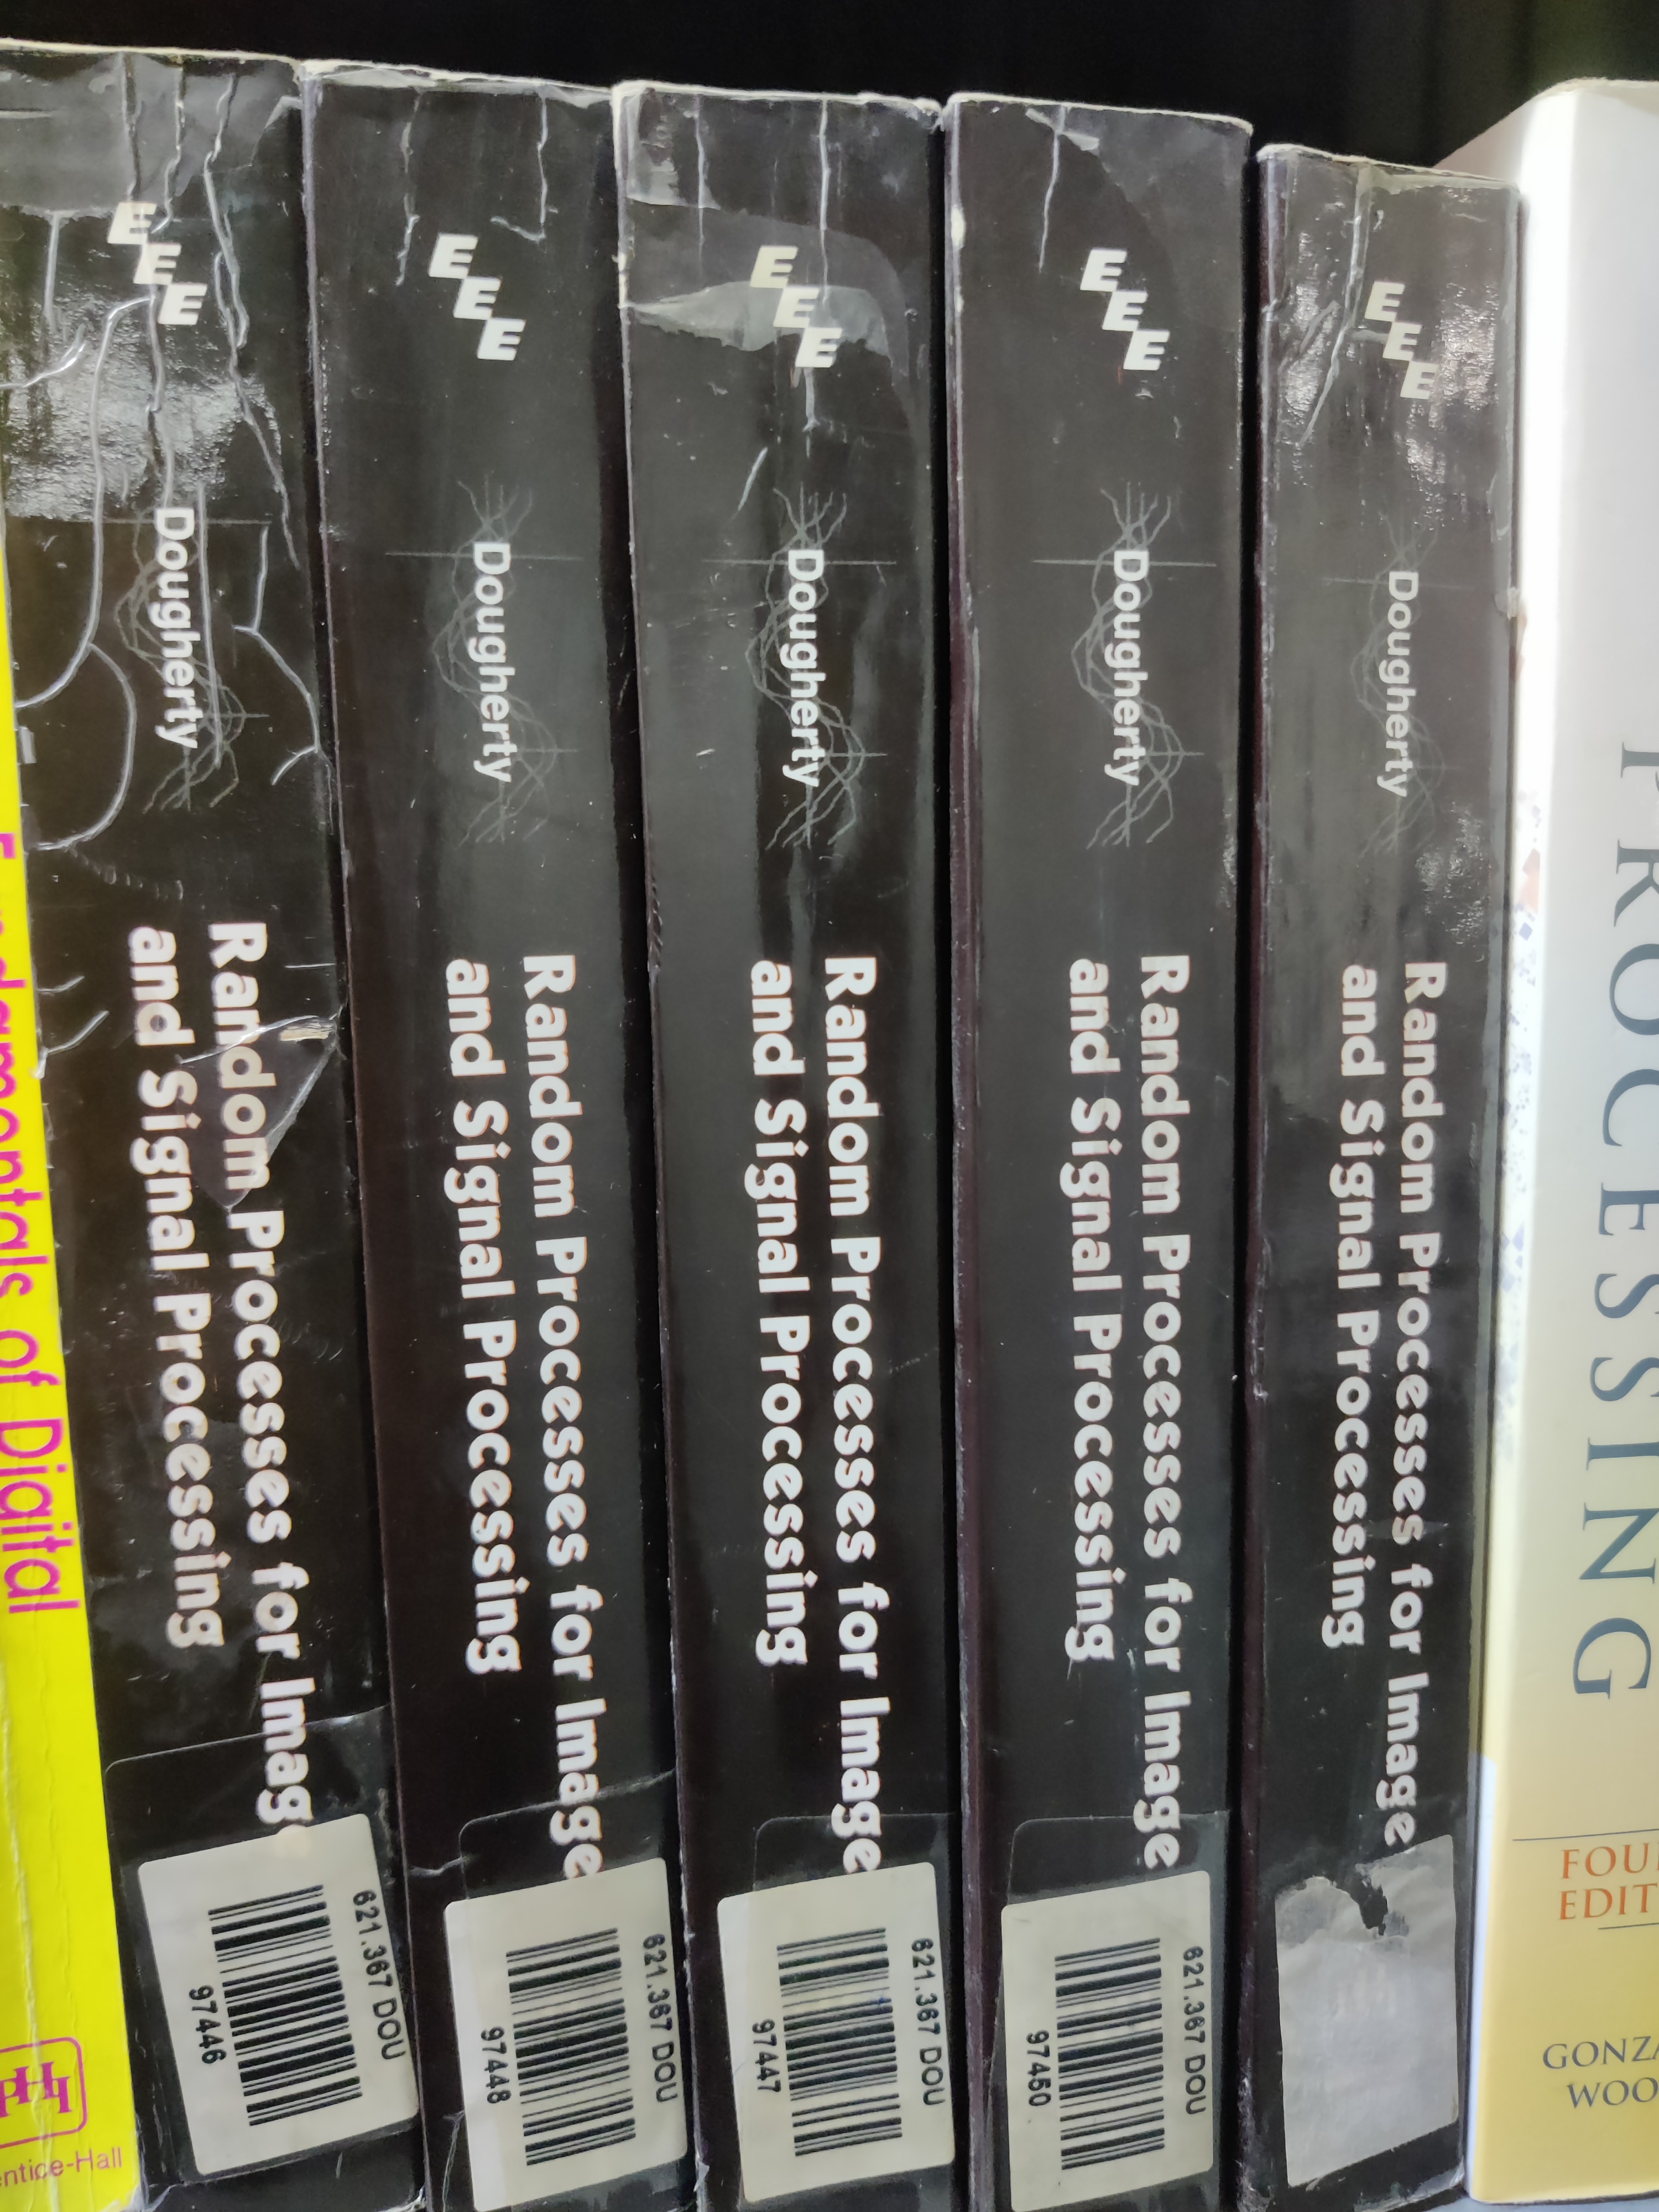 Fundamentals of Digital
PHI
entice-Hall
EEE
Dougherty
Random Processes for Imag
and Signal Processing
621.367 DOU
97446
EEE
Dougherty
Random Processes for Image
and Signal Processing
621.367 DOU
97448
EEE
Dougherty
Random Processes for Image
and Signal Processing
621.367 DOU
97447
EEE
Dougherty
Random Processes for Image
and Signal Processing
621.367 DOU
97450
EEE
Dougherty
Random Processes for Image
and Signal Processing
PROCESSING
FOU
EDIT
GONZA
WOO